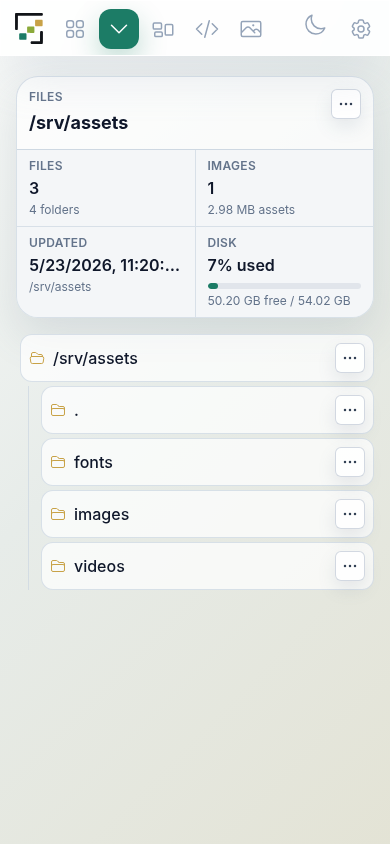 FILES
/srv/assets
FILES
3
4 folders
IMAGES
1
2.98 MB assets
UPDATED
5/23/2026, 11:20:...
/srv/assets
DISK
7% used
50.20 GB free / 54.02 GB
/srv/assets
.
fonts
images
videos